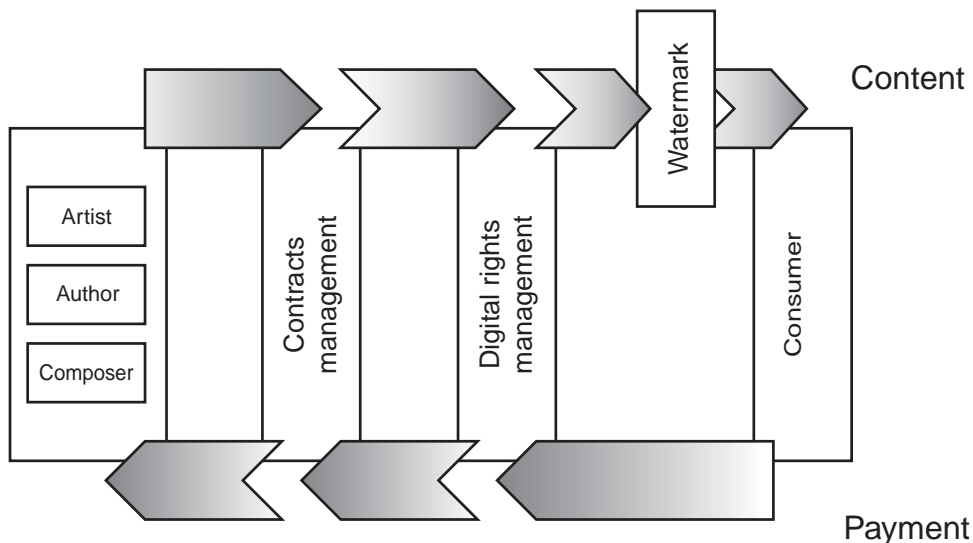 Content
Watermark
Artist
Author
Composer
Contracts
management
Digital rights
management
Consumer
Payment